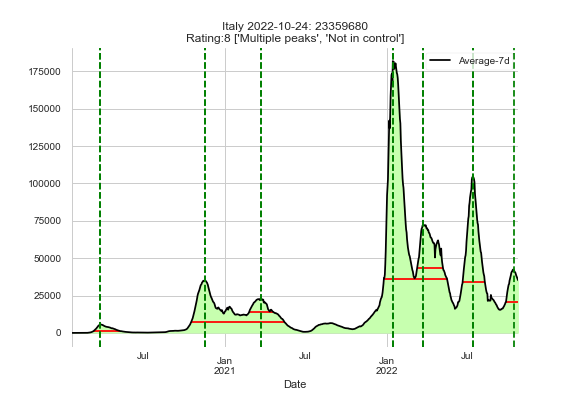 Italy 2022-10-24: 23359680
Rating:8 ['Multiple peaks', 'Not in control']
Average-7d
175000
150000
125000
100000
75000
50000
25000
0
Jul
Jan
2021
Jul
Jan
2022
Jul
Date